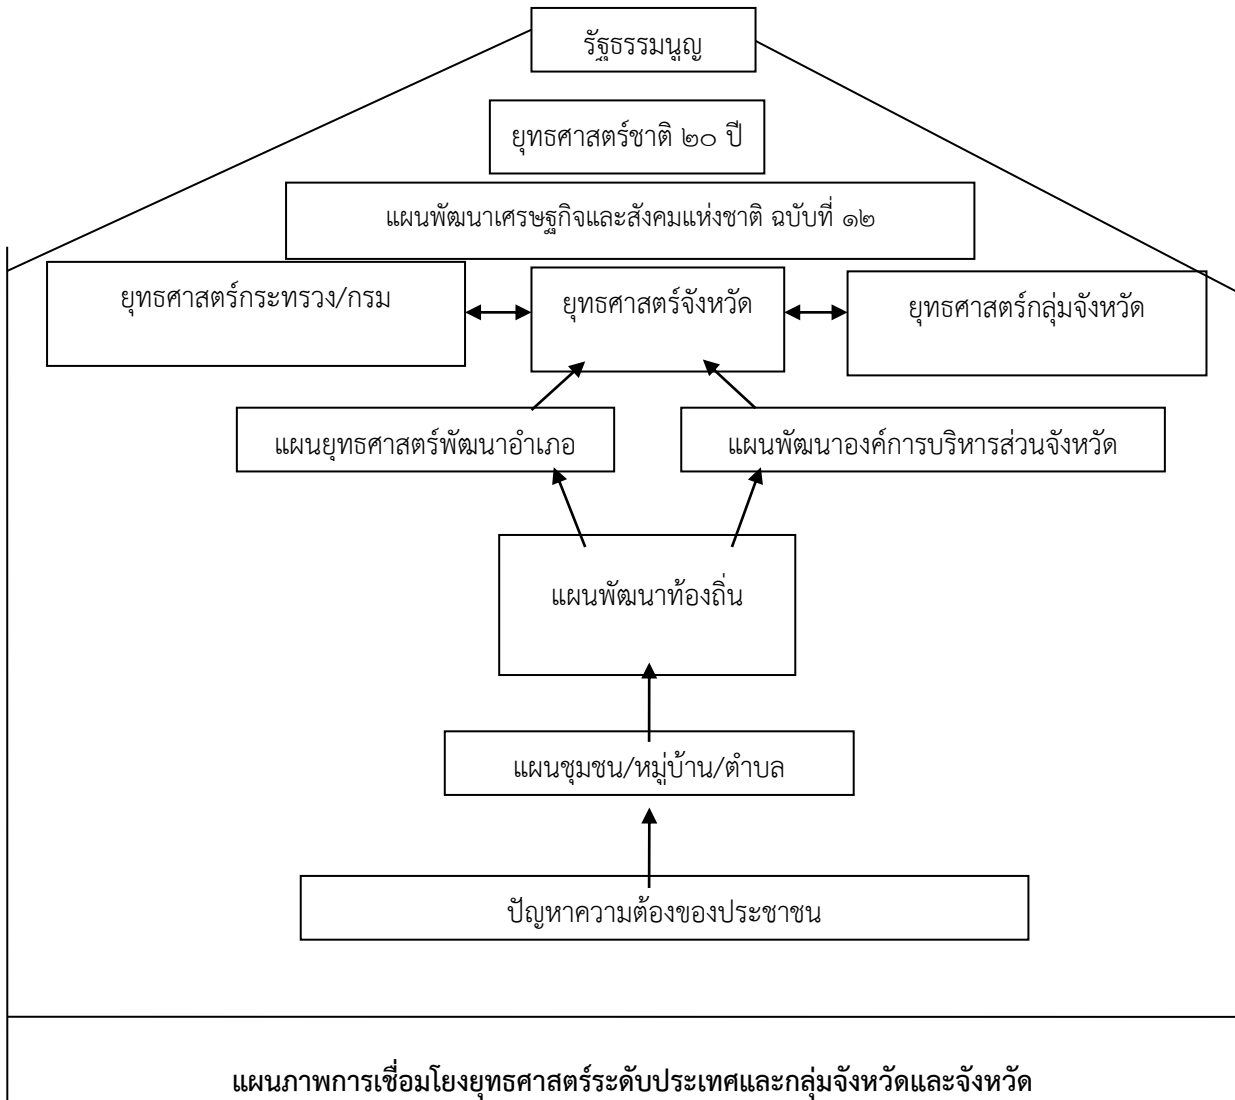 รัฐธรรมนูญ
ยุทธศาสตร์ชาติ ๒๐ ปี
แผนพัฒนาเศรษฐกิจและสังคมแห่งชาติ ฉบับที่ ๑๒
ยุทธศาสตร์กระทรวง/กรม
ยุทธศาสตร์จังหวัด
ยุทธศาสตร์กลุ่มจังหวัด
แผนยุทธศาสตร์พัฒนาอำเภอ
แผนพัฒนาองค์การบริหารส่วนจังหวัด
แผนพัฒนาท้องถิ่น
แผนชุมชน/หมู่บ้าน/ตำบล
ปัญหาความต้องของประชาชน
แผนภาพการเชื่อมโยงยุทธศาสตร์ระดับประเทศและกลุ่มจังหวัดและจังหวัด